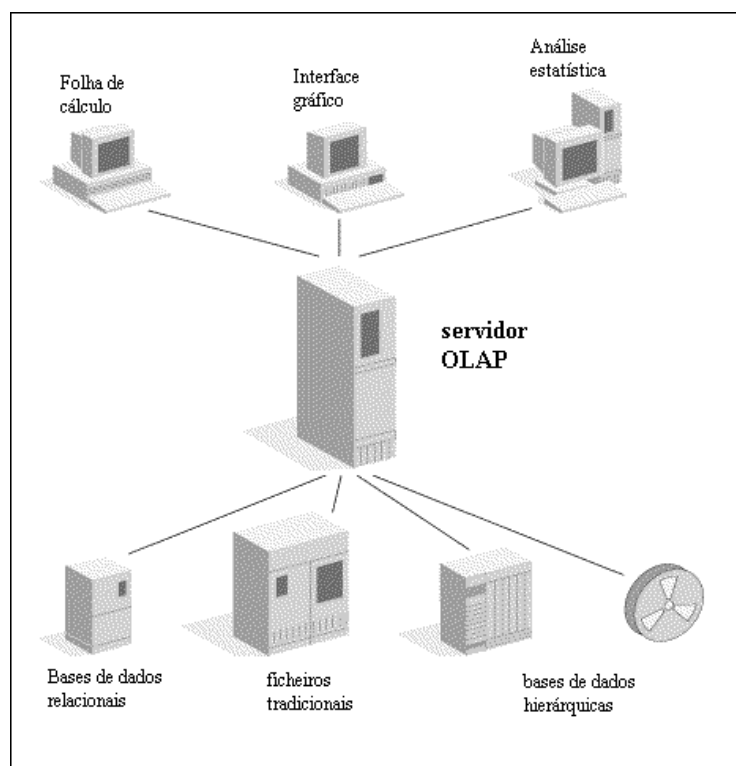 Folha de
cálculo
Interface
gráfico
Análise
estatística
servidor
OLAP
Bases de dados
relacionais
ficheiros
tradicionais
bases de dados
hierárquicas